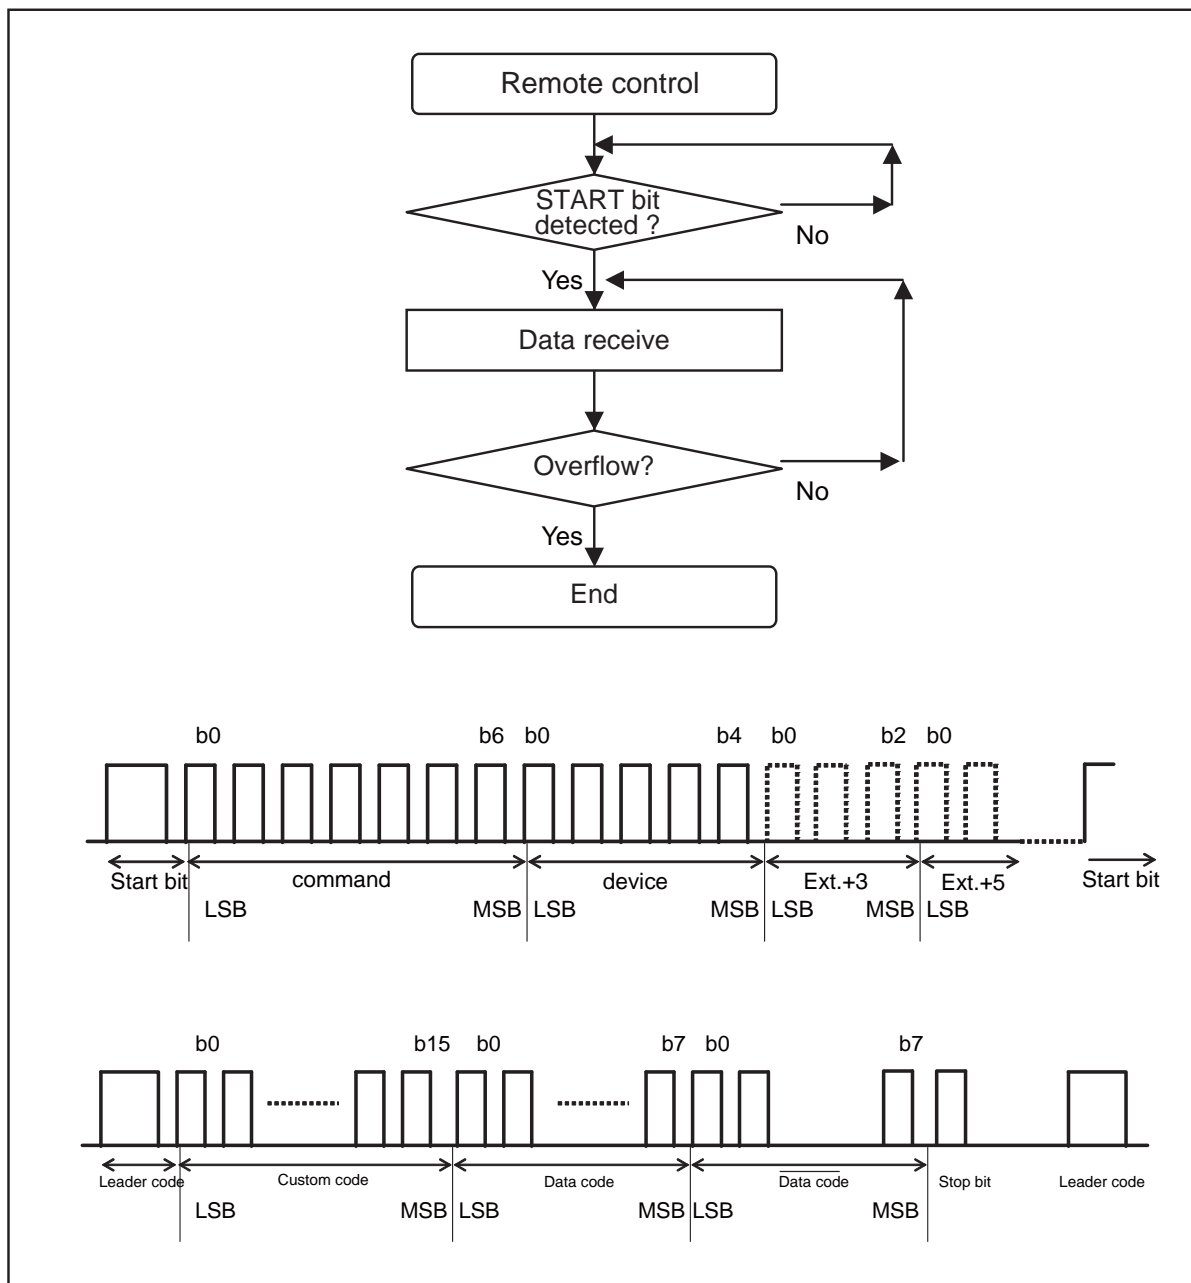 Remote control
START bit
detected ?
No
Yes
Data receive
Overflow?
No
Yes
End
b0 b6 b0 b4 b0 b2 b0
Start bit command device Ext.+3 Ext.+5 Start bit
LSB MSB LSB MSB LSB MSB LSB
b0 b15 b0 b7 b0 b7
Leader code Custom code Data code Data code Stop bit Leader code
LSB MSB LSB MSB LSB MSB